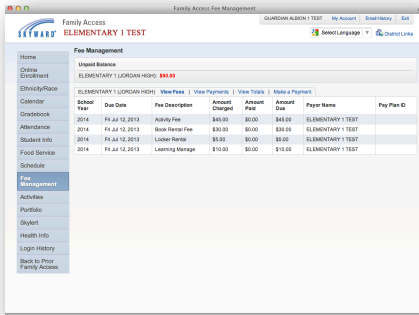 Family Access Fee Management
GUARDIAN ALBION 1 TEST My Account Email History Exit
SKYWARD
Family Access
ELEMENTARY 1 TEST
Select Language ▼ District Links
Home
Online Enrollment
Ethnicity/Race
Calendar
Gradebook
Attendance
Student Info
Food Service
Schedule
Fee Management
Activities
Portfolio
Skylert
Health Info
Login History
Back to Prior Family Access
Fee Management
Unpaid Balance
ELEMENTARY 1 (JORDAN HIGH): $90.00
ELEMENTARY 1 (JORDAN HIGH) View Fees | View Payments | View Totals | Make a Payment
School Year Due Date Fee Description Amount Charged Amount Paid Amount Due Payor Name Pay Plan ID
2014 Fri Jul 12, 2013 Activity Fee $45.00 $0.00 $45.00 ELEMENTARY 1 TEST
2014 Fri Jul 12, 2013 Book Rental Fee $30.00 $0.00 $30.00 ELEMENTARY 1 TEST
2014 Fri Jul 12, 2013 Locker Rental $5.00 $0.00 $5.00 ELEMENTARY 1 TEST
2014 Fri Jul 12, 2013 Learning Manage $10.00 $0.00 $10.00 ELEMENTARY 1 TEST